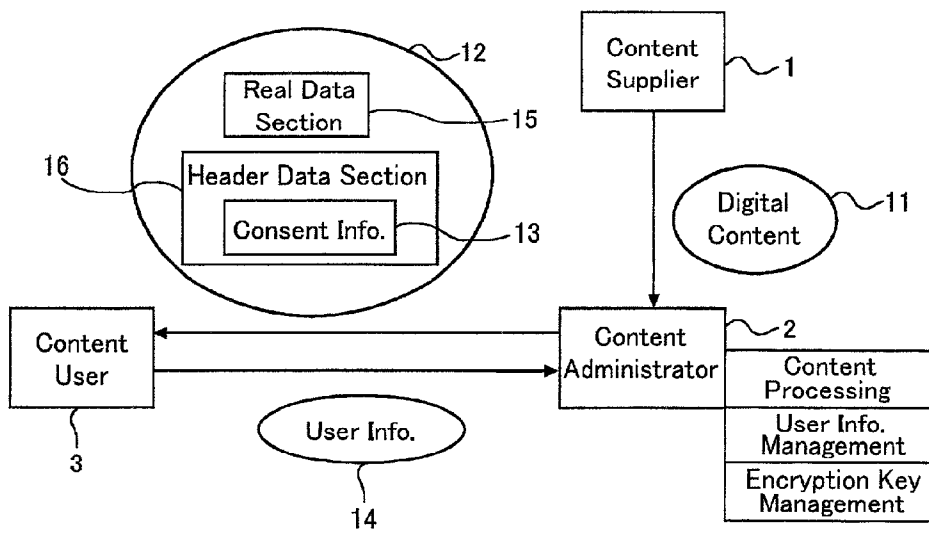 12
Real Data
Section
15
16
Header Data Section
Consent Info.
13
Content
Supplier
1
Digital
Content
11
Content
User
3
User Info.
14
Content
Administrator
2
Content
Processing
User Info.
Management
Encryption Key
Management